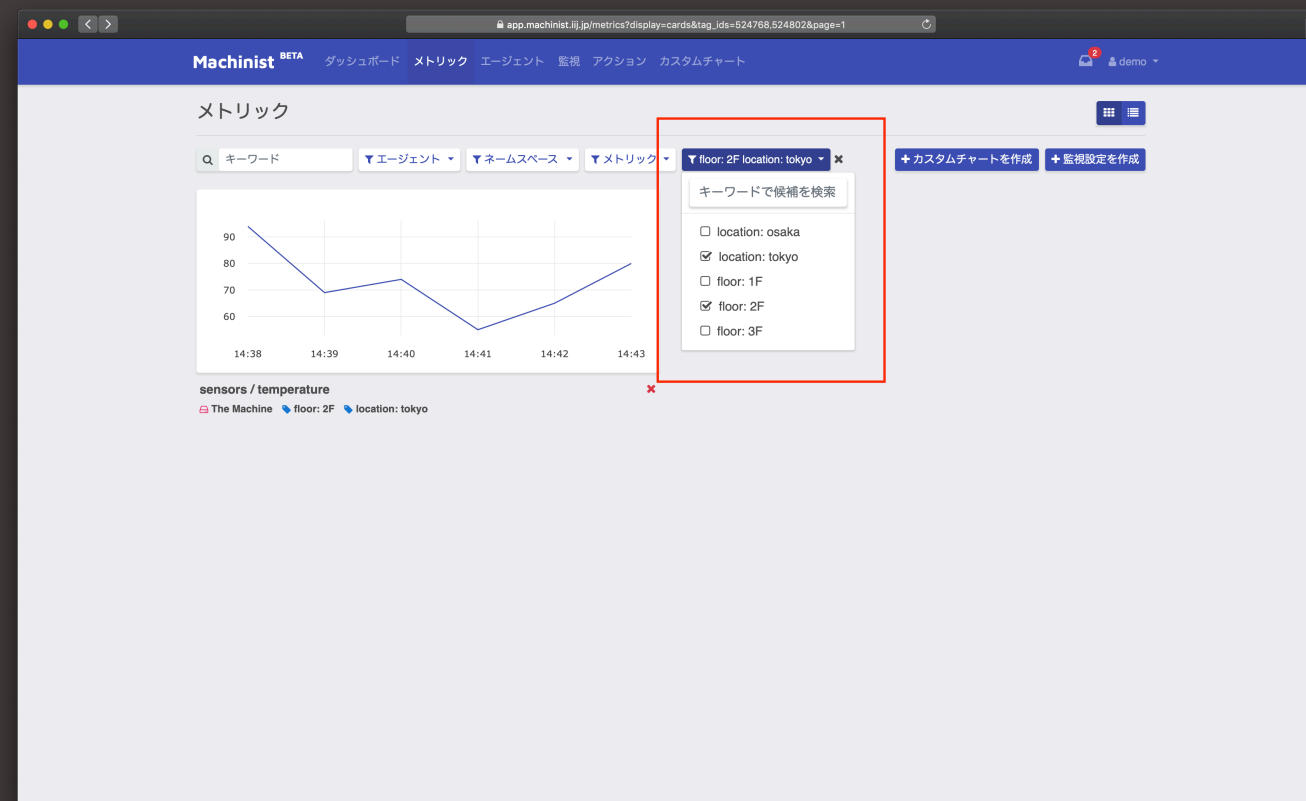 app.machinist.iij.jp/metrics?display=cards&tag_ids=524768,524802&page=1
Machinist BETA ダッシュボード メトリック エージェント 監視 アクション カスタムチャート 2 demo
メトリック
キーワード エージェント ネームスペース メトリック floor: 2F location: tokyo カスタムチャートを作成 監視設定を作成
キーワードで候補を検索
location: osaka
location: tokyo
floor: 1F
floor: 2F
floor: 3F
90
80
70
60
14:38 14:39 14:40 14:41 14:42 14:43
sensors / temperature
The Machine floor: 2F location: tokyo